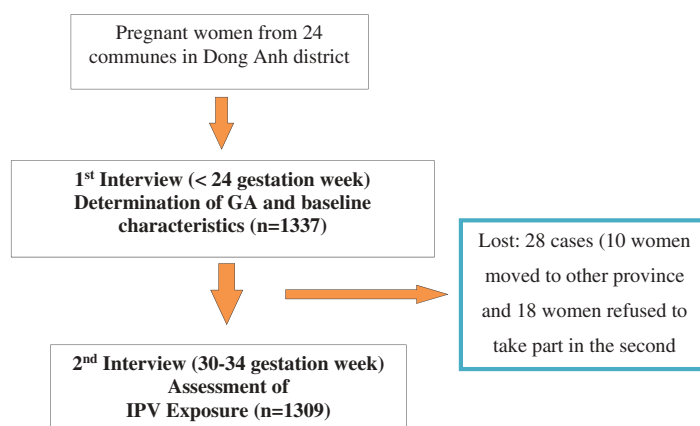 Pregnant women from 24
communes in Dong Anh district
1st Interview (< 24 gestation week)
Determination of GA and baseline
characteristics (n=1337)
Lost: 28 cases (10 women
moved to other province
and 18 women refused to
take part in the second
2nd Interview (30-34 gestation week)
Assessment of
IPV Exposure (n=1309)